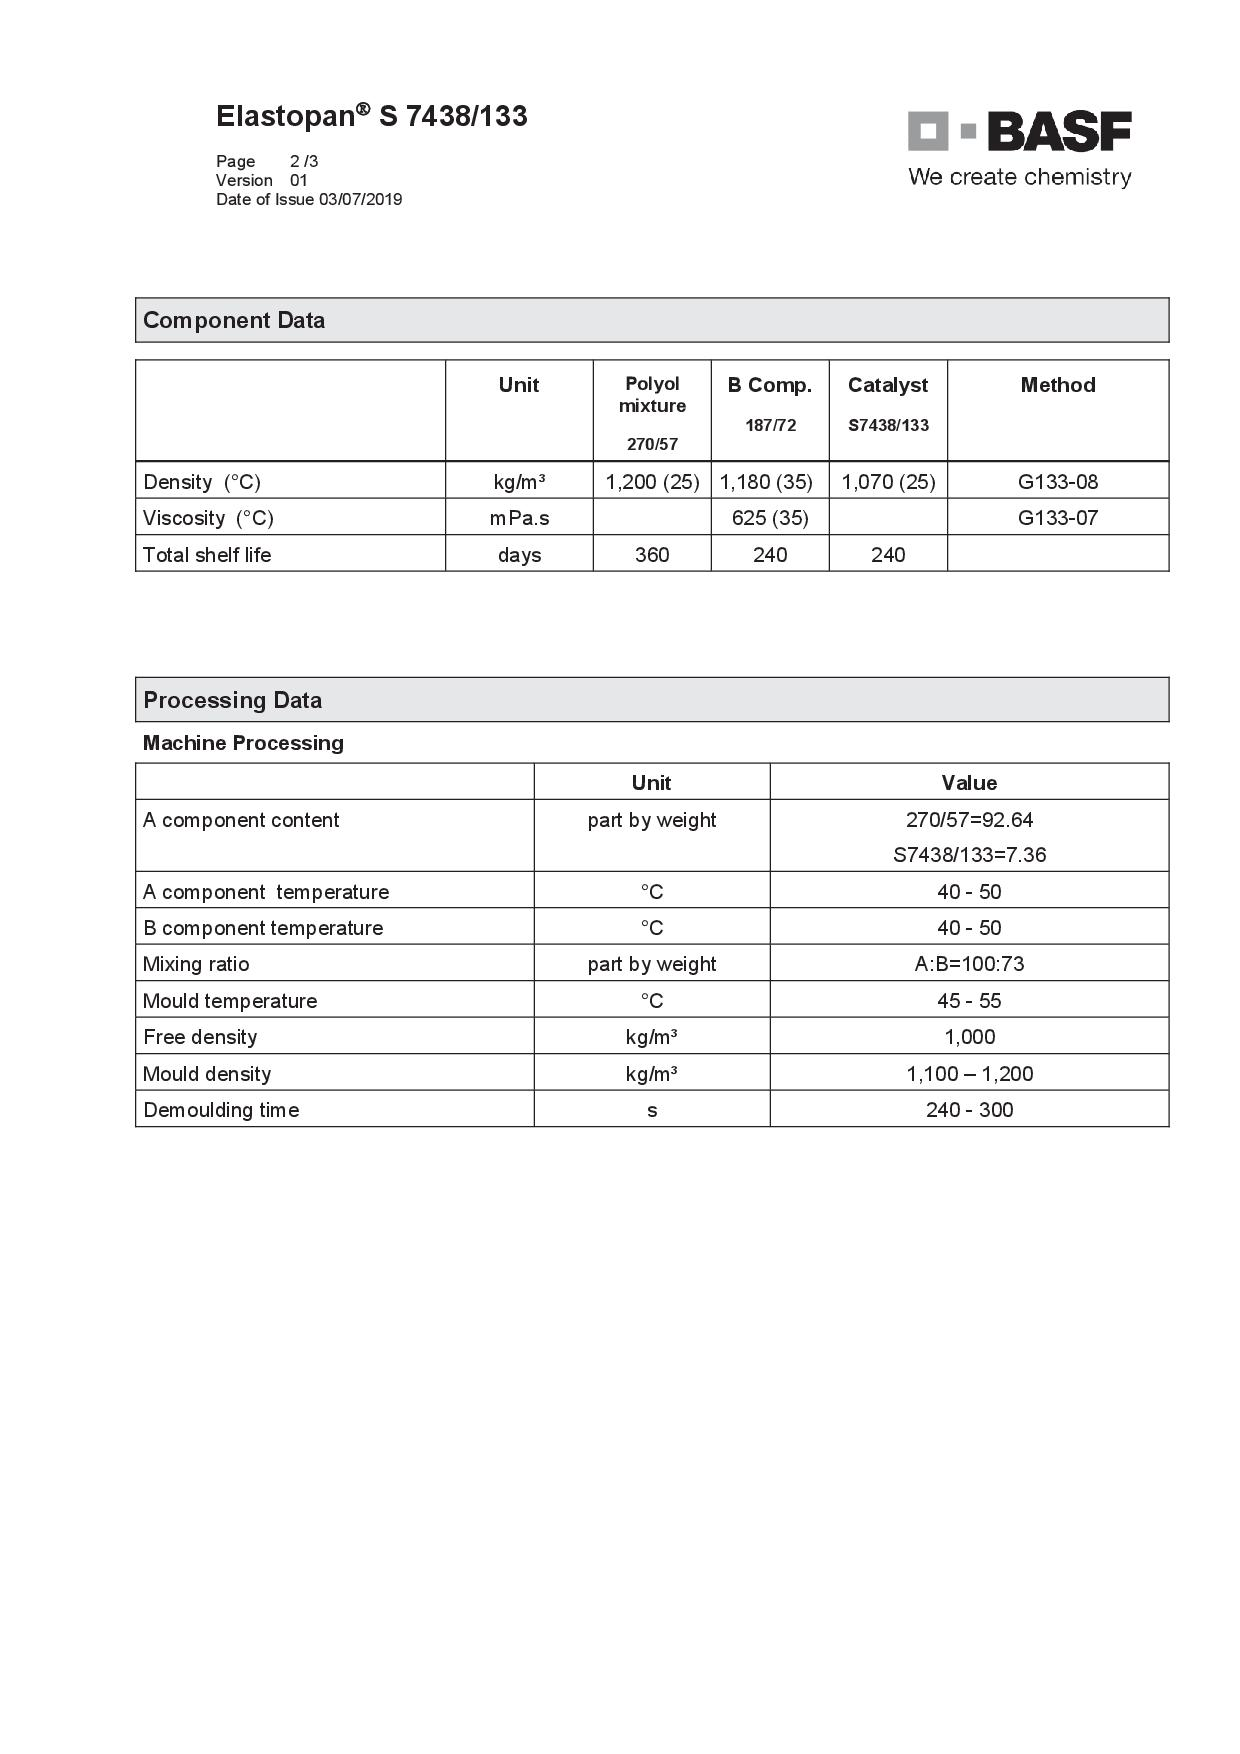 Elastopan® S 7438/133
Page 2 /3
Version 01
Date of Issue 03/07/2019
BASF
We create chemistry
Component Data
Unit Polyol mixture 270/57 B Comp. 187/72 Catalyst S7438/133 Method
Density (°C) kg/m³ 1,200 (25) 1,180 (35) 1,070 (25) G133-08
Viscosity (°C) mPa.s 625 (35) G133-07
Total shelf life days 360 240 240
Processing Data
Machine Processing
Unit Value
A component content part by weight 270/57=92.64
S7438/133=7.36
A component temperature °C 40 - 50
B component temperature °C 40 - 50
Mixing ratio part by weight A:B=100:73
Mould temperature °C 45 - 55
Free density kg/m³ 1,000
Mould density kg/m³ 1,100 – 1,200
Demoulding time s 240 - 300